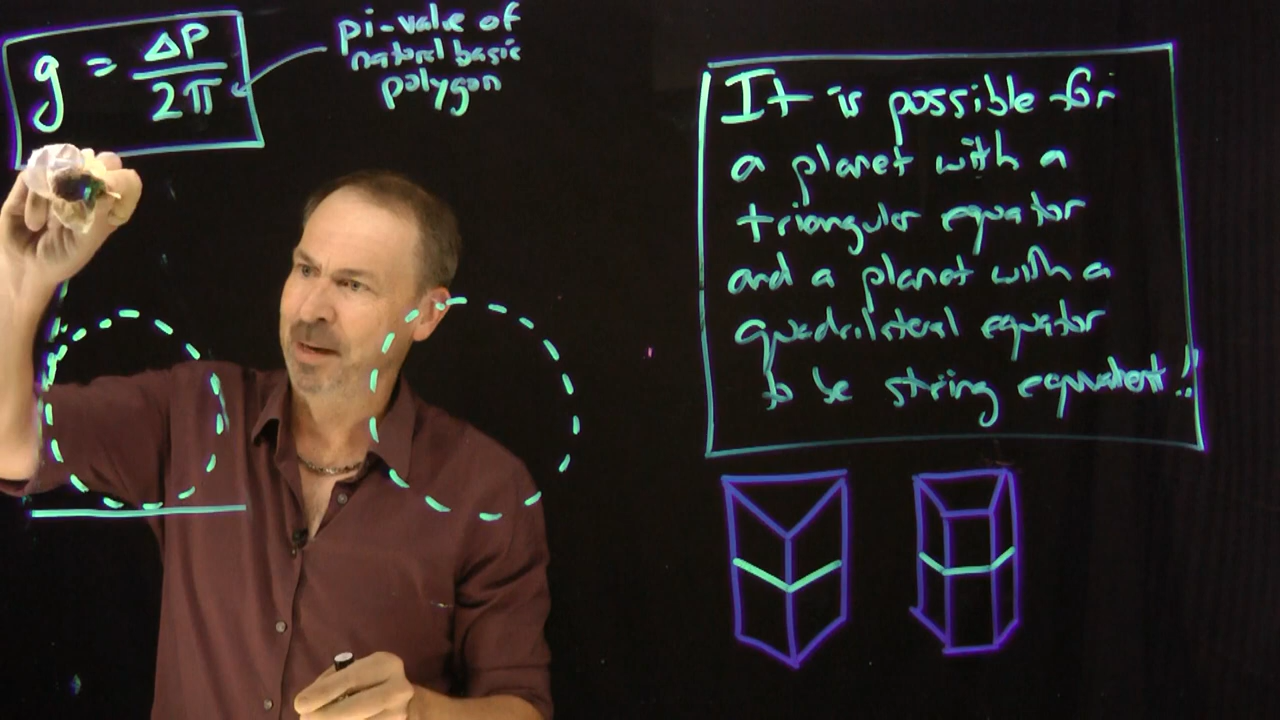 g = ΔP / 2π
pi-value of
natural basic
polygon
It is possible for
a planet with a
triangular equator
and a planet with a
quadrilateral equator
to be string equivalent!!